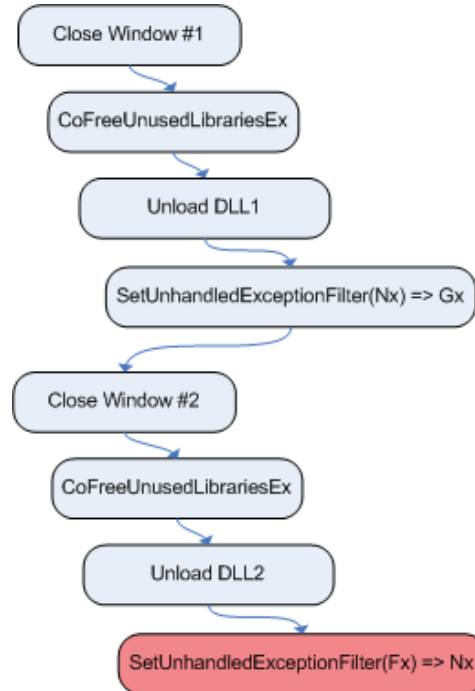 Close Window #1
CoFreeUnusedLibrariesEx
Unload DLL1
SetUnhandledExceptionFilter(Nx) => Gx
Close Window #2
CoFreeUnusedLibrariesEx
Unload DLL2
SetUnhandledExceptionFilter(Fx) => Nx